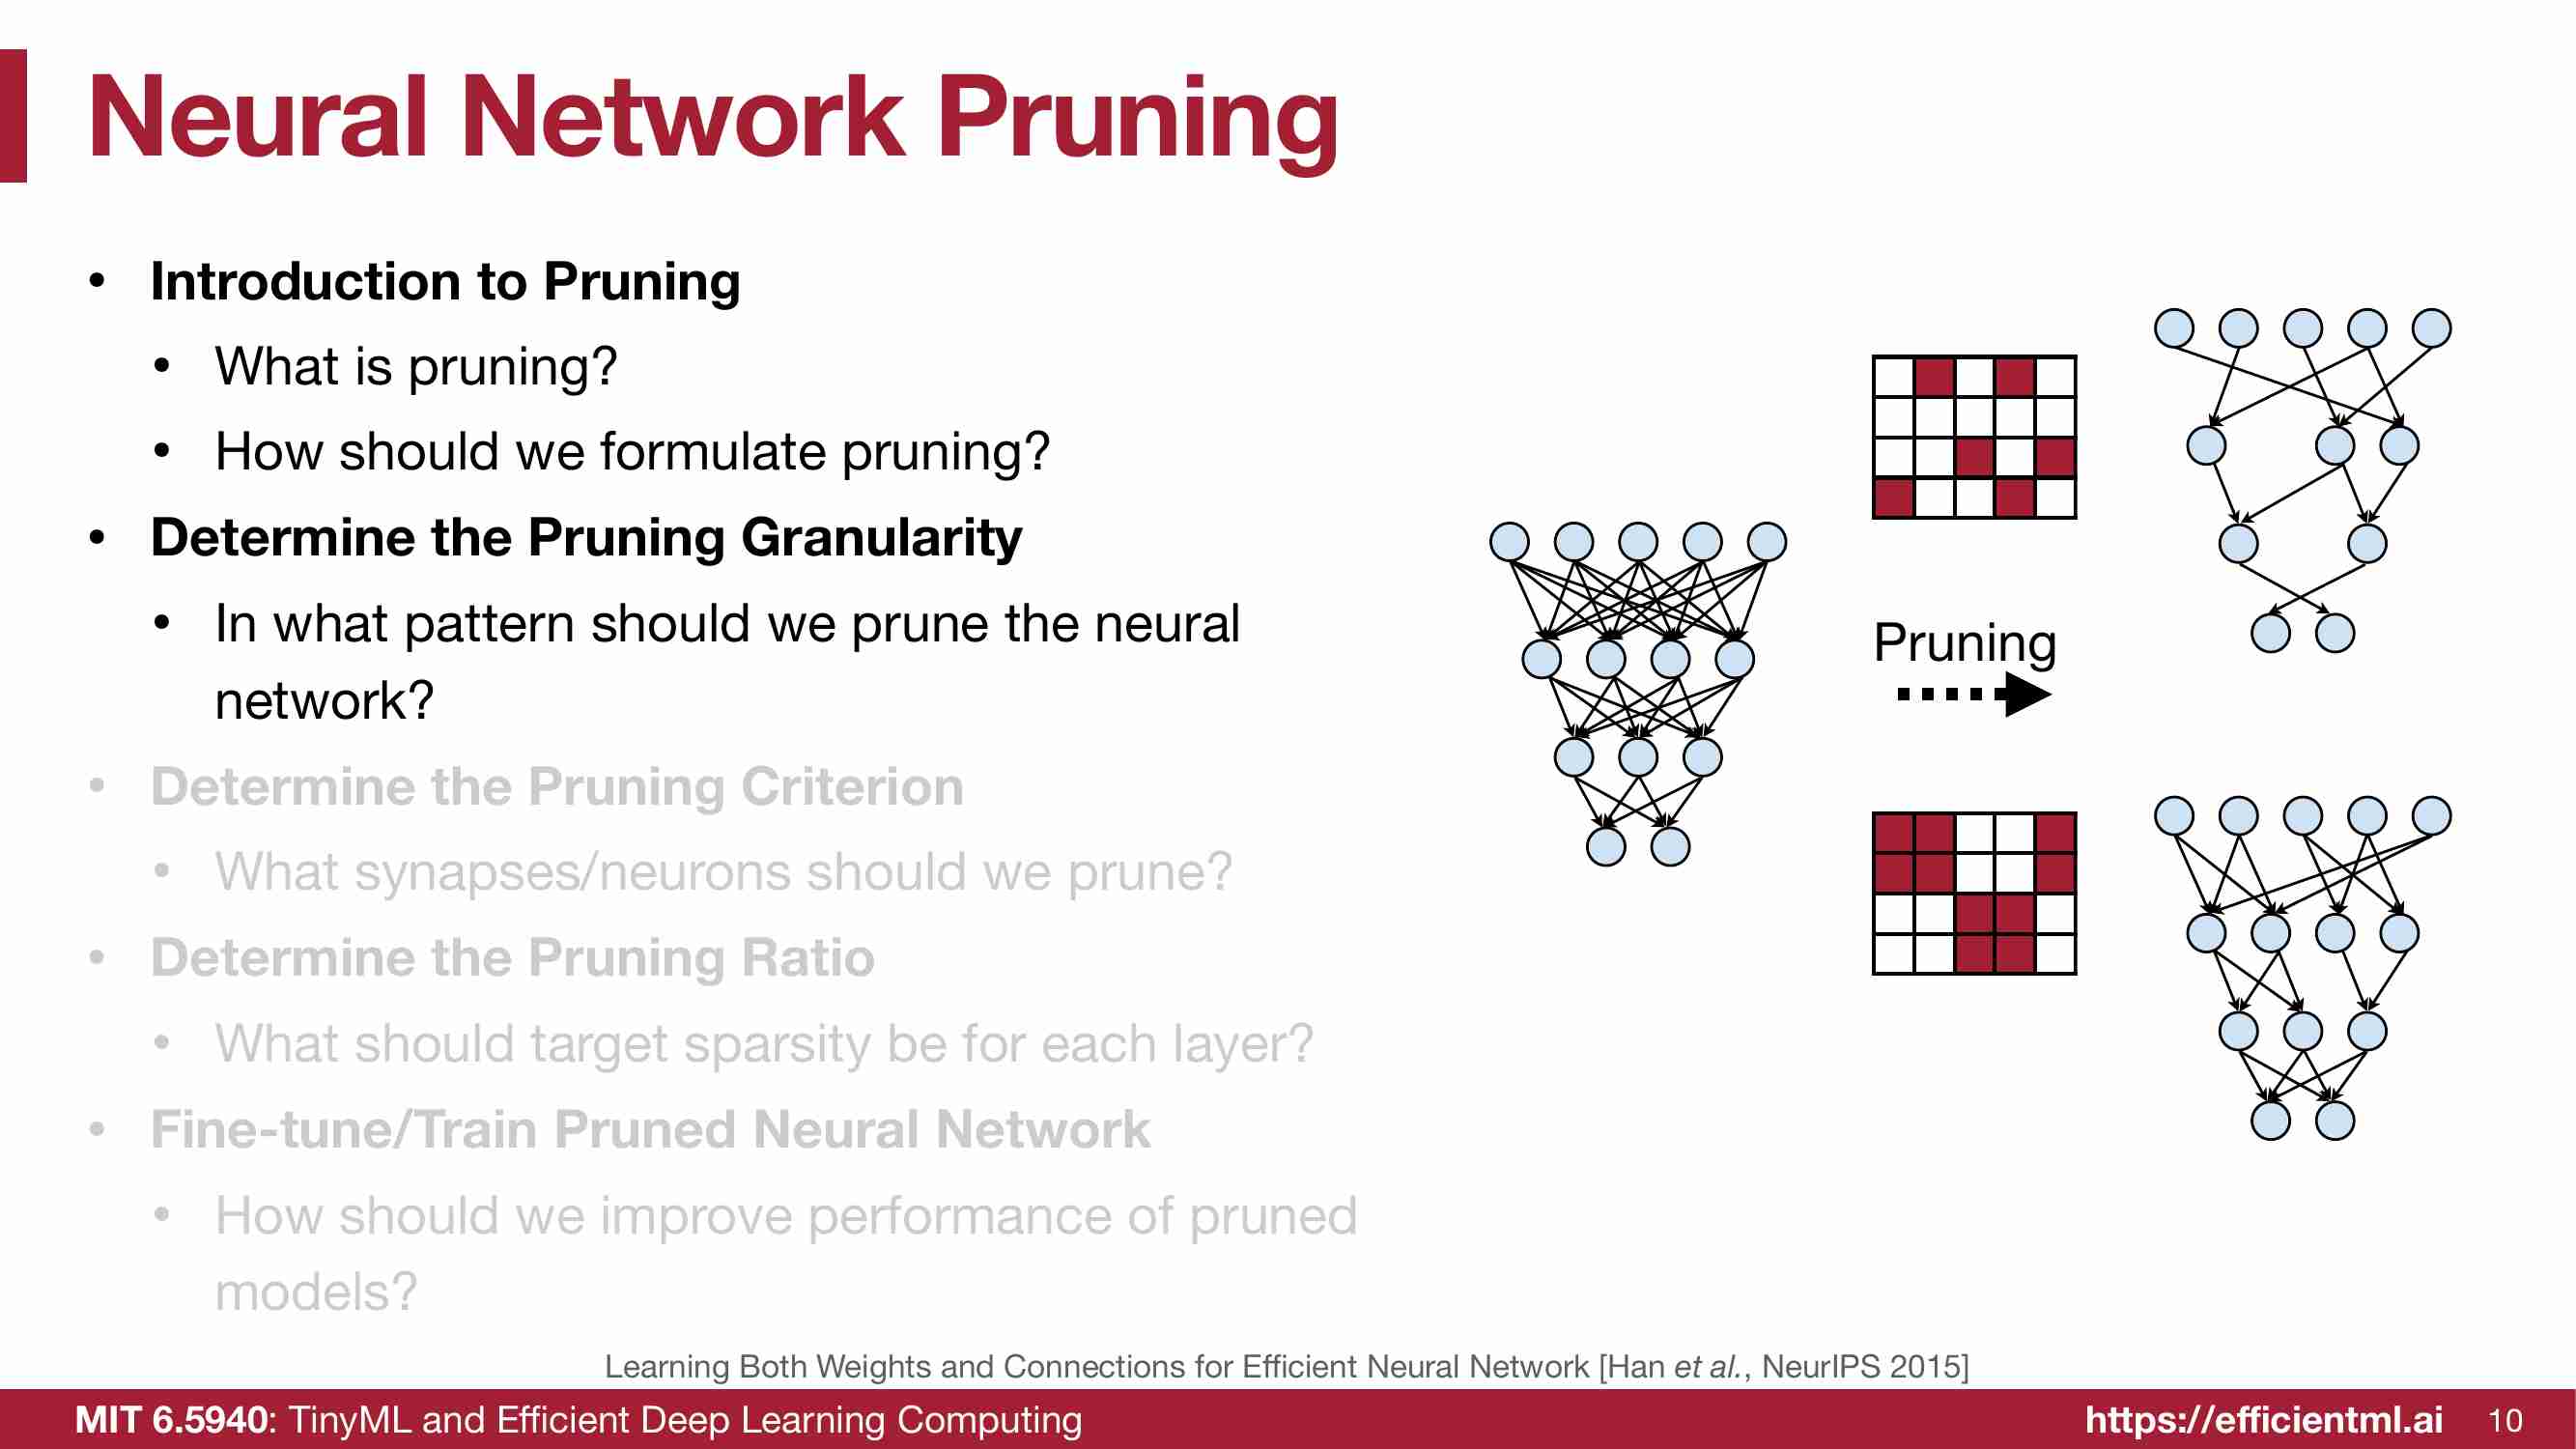 Neural Network Pruning
• Introduction to Pruning
• What is pruning?
• How should we formulate pruning?
• Determine the Pruning Granularity
• In what pattern should we prune the neural
network?
• Determine the Pruning Criterion
• What synapses/neurons should we prune?
• Determine the Pruning Ratio
• What should target sparsity be for each layer?
• Fine-tune/Train Pruned Neural Network
• How should we improve performance of pruned
models?
Pruning
Learning Both Weights and Connections for Efficient Neural Network [Han et al., NeurIPS 2015]
MIT 6.5940: TinyML and Efficient Deep Learning Computing
https://efficientml.ai
10